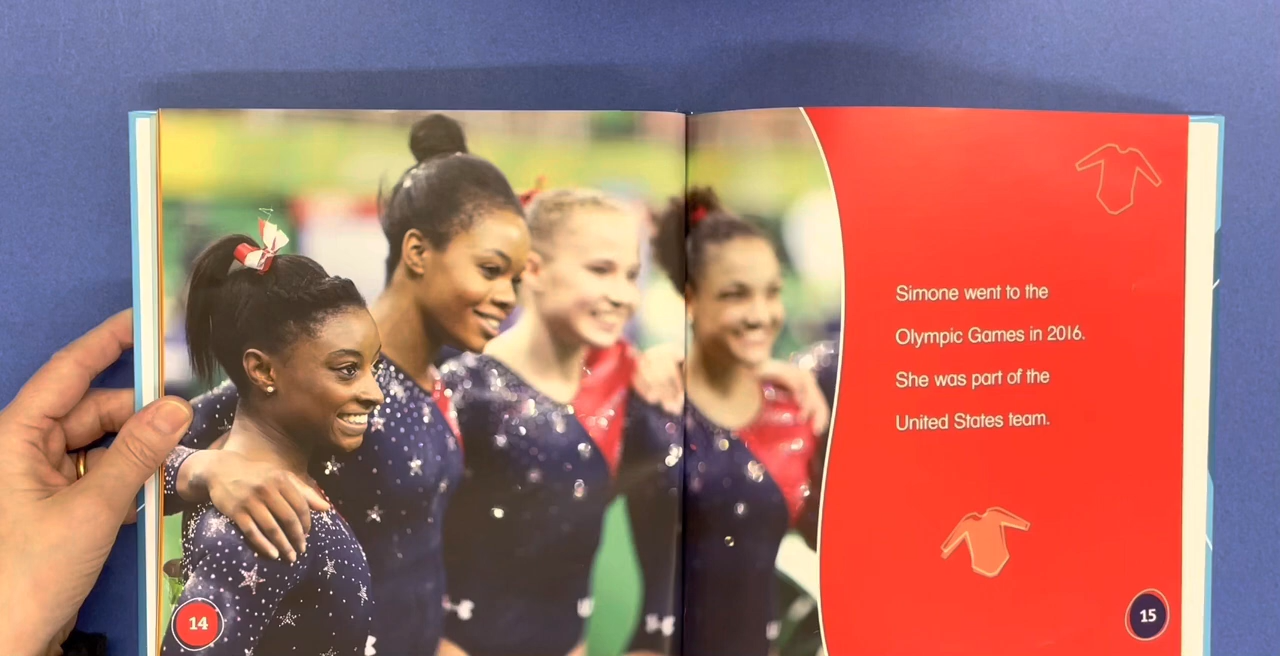 Simone went to the
Olympic Games in 2016.
She was part of the
United States team.
14
15